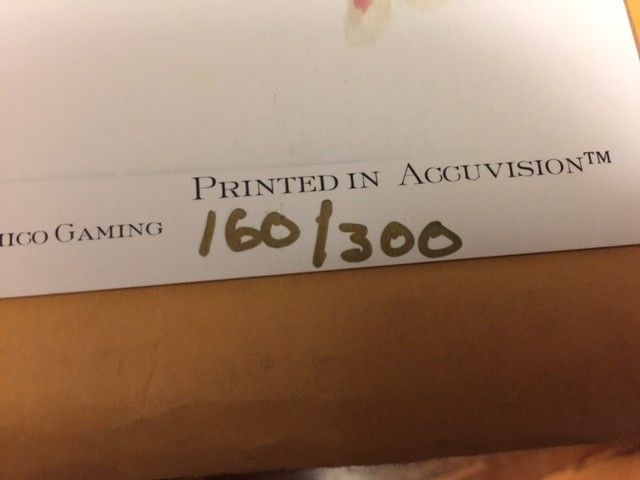 PRINTED IN ACCUVISION™
GAMING 160/300